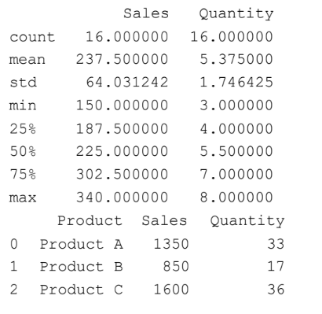 Sales Quantity
count 16.000000 16.000000
mean 237.500000 5.375000
std 64.031242 1.746425
min 150.000000 3.000000
25% 187.500000 4.000000
50% 225.000000 5.500000
75% 302.500000 7.000000
max 340.000000 8.000000
Product Sales Quantity
0 Product A 1350 33
1 Product B 850 17
2 Product C 1600 36